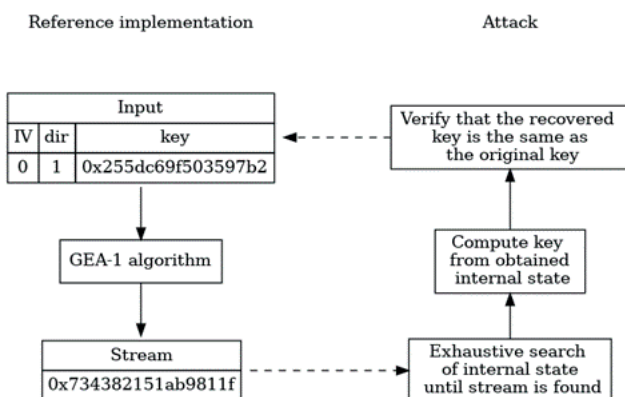 Reference implementation
Attack
Input
IV dir key
0 1 0x255dc69f503597b2
GEA-1 algorithm
Stream
0x734382151ab9811f
Verify that the recovered
key is the same as
the original key
Compute key
from obtained
internal state
Exhaustive search
of internal state
until stream is found